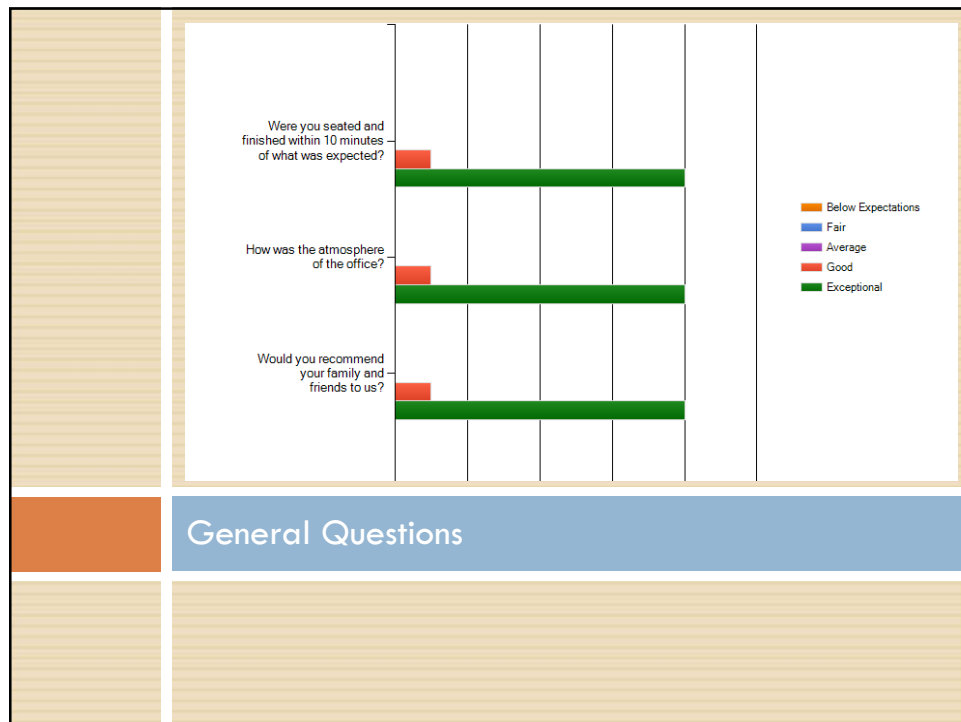 Were you seated and
finished within 10 minutes
of what was expected?
How was the atmosphere
of the office?
Would you recommend
your family and
friends to us?
Below Expectations
Fair
Average
Good
Exceptional
General Questions